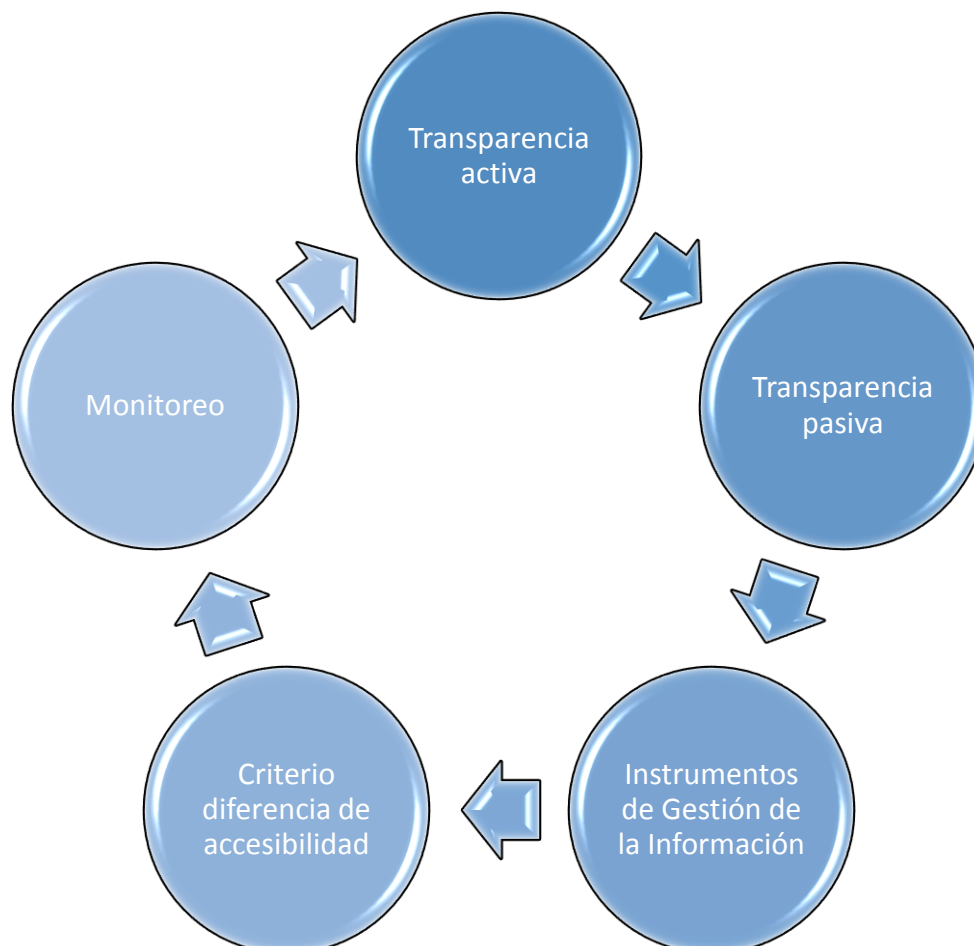 Transparencia
activa
Transparencia
pasiva
Instrumentos
de Gestión de
la Información
Criterio
diferencia de
accesibilidad
Monitoreo